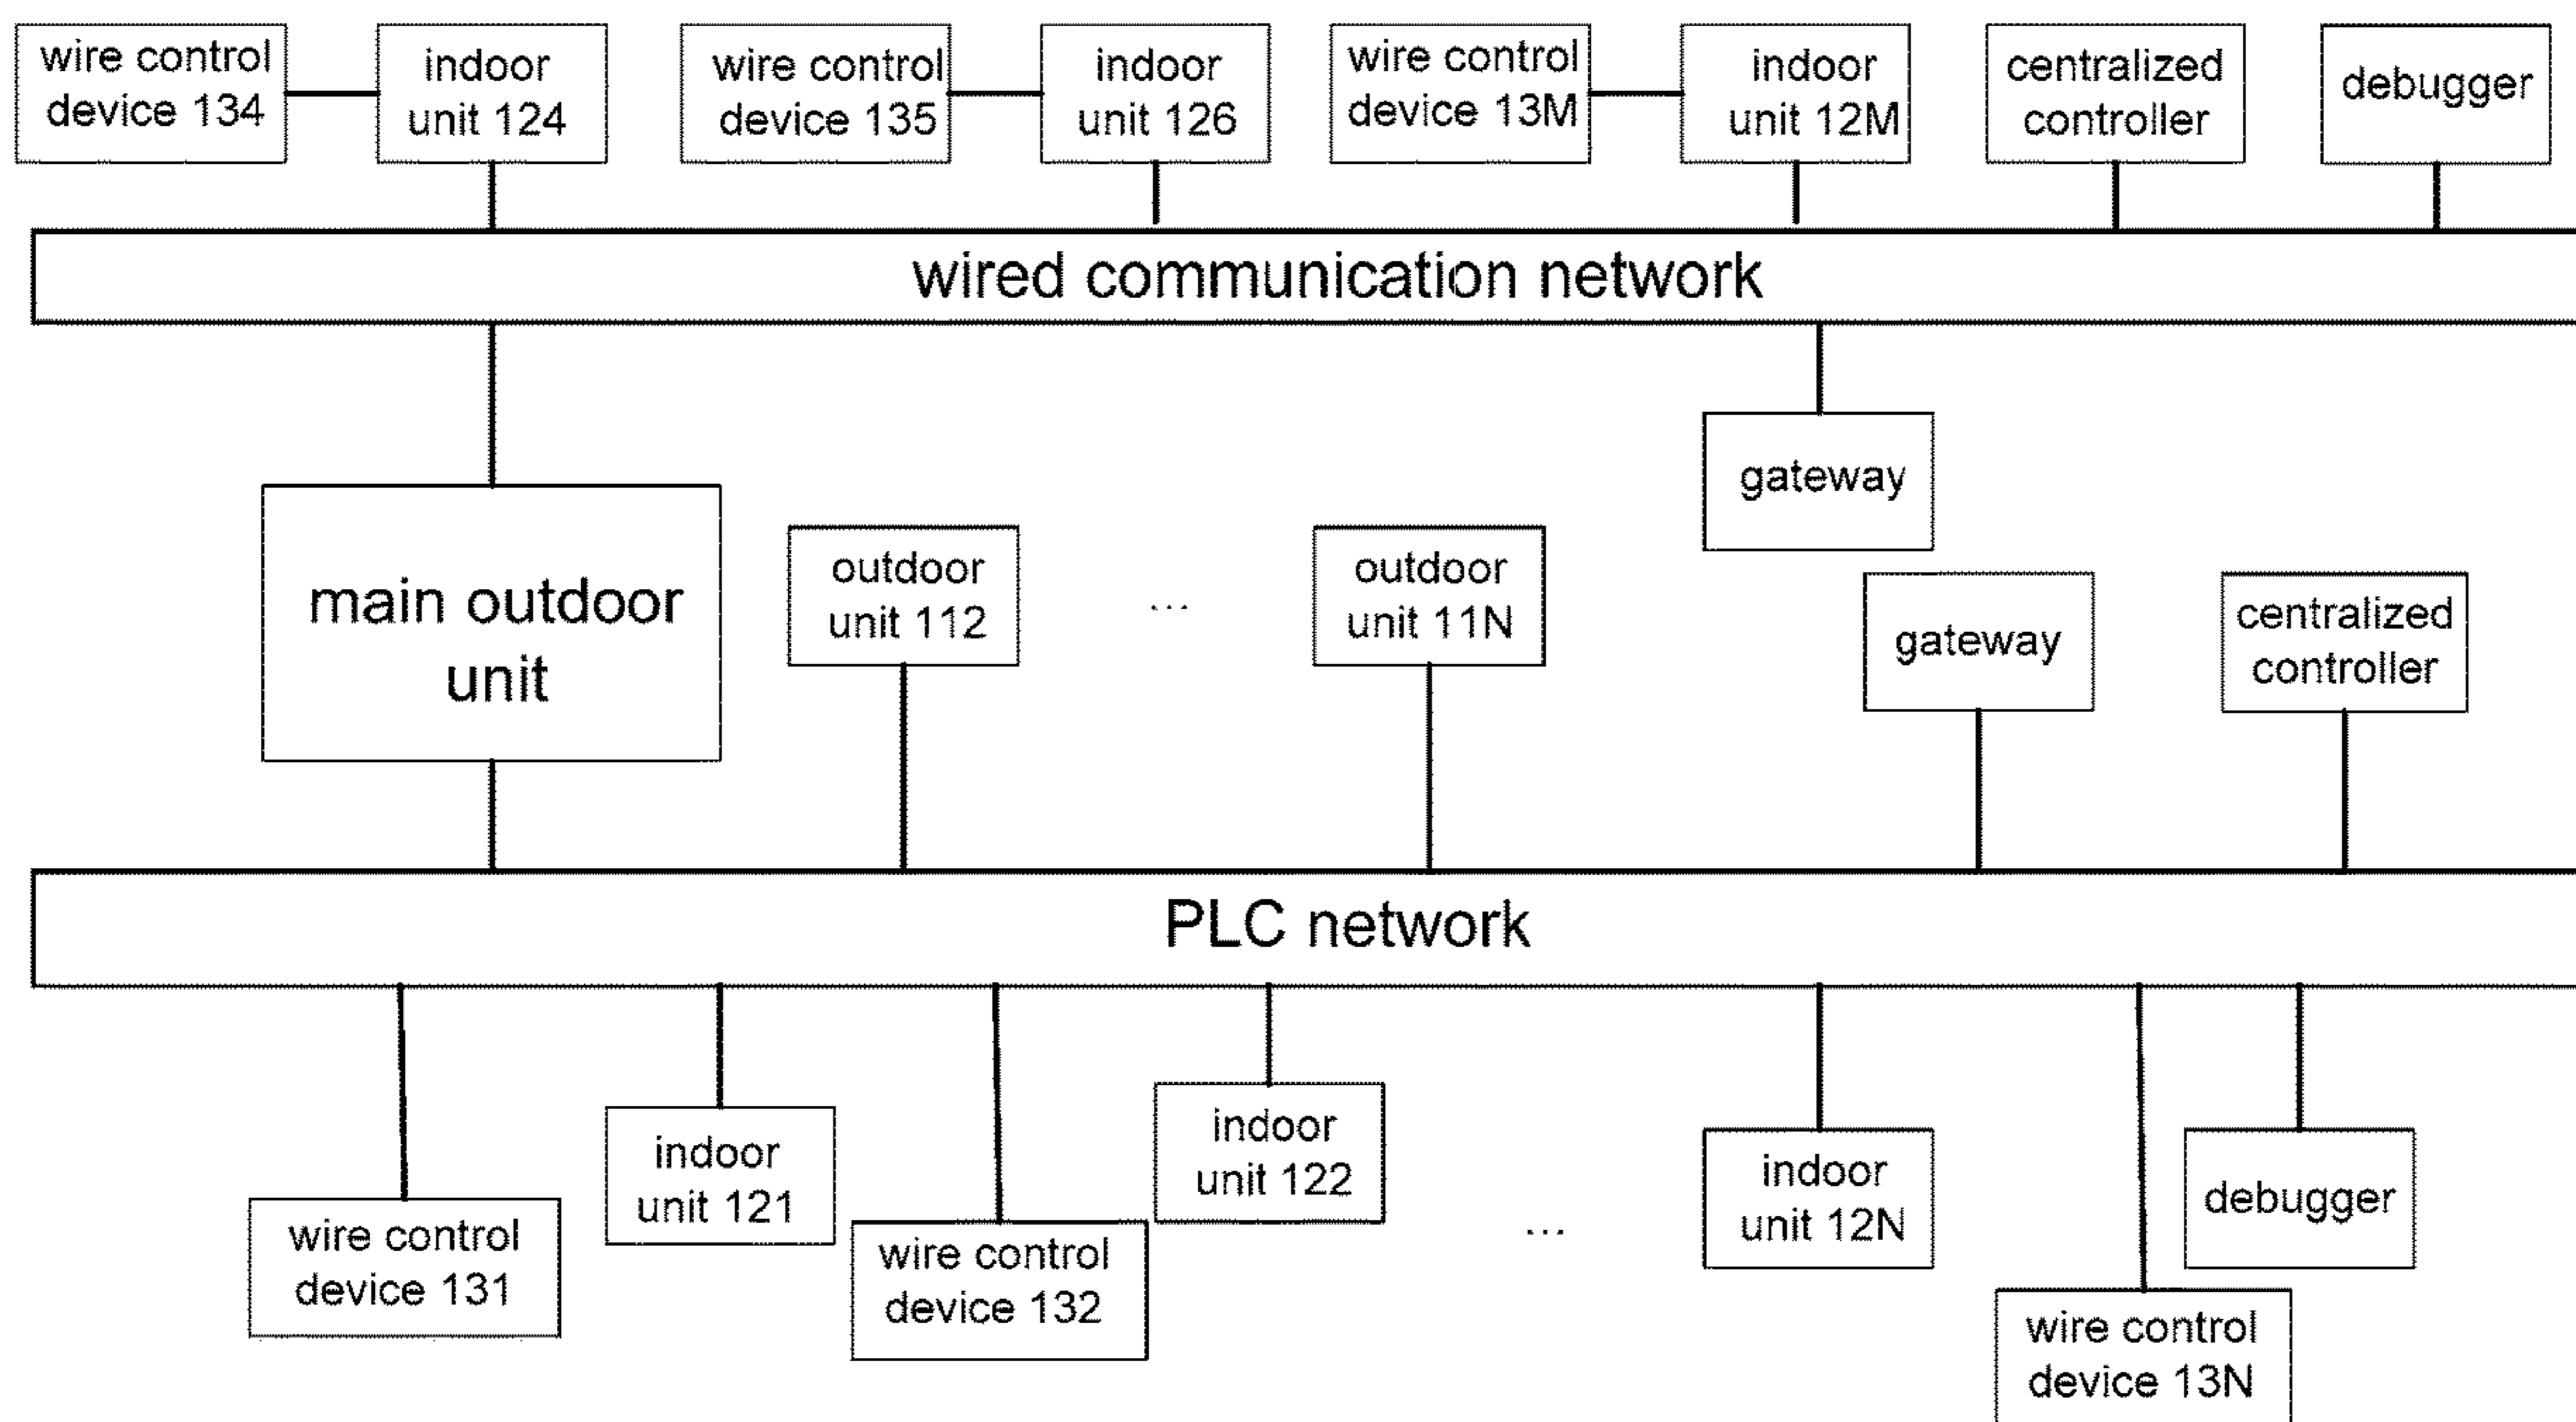 wire control
device 134
indoor
unit 124
wire control
device 135
indoor
unit 126
wire control
device 13M
indoor
unit 12M
centralized
controller
debugger
wired communication network
gateway
main outdoor
unit
outdoor
unit 112
...
outdoor
unit 11N
gateway
centralized
controller
PLC network
wire control
device 131
indoor
unit 121
wire control
device 132
indoor
unit 122
...
indoor
unit 12N
wire control
device 13N
debugger